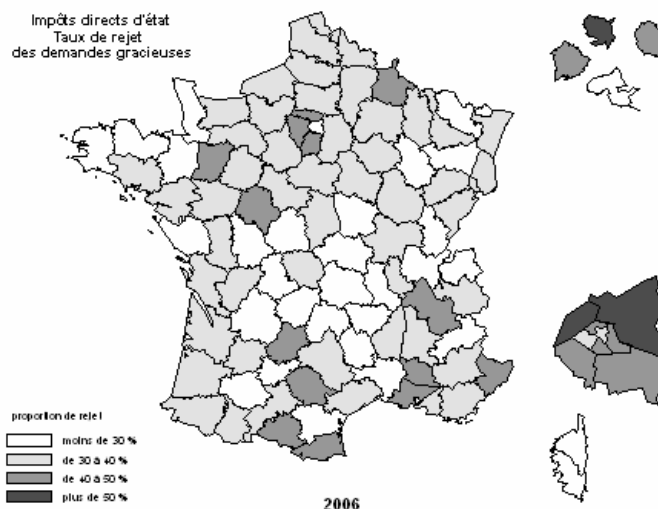 Impôts directs d'état
Taux de rejet
des demandes gracieuses
proportion de rejet
moins de 30 %
de 30 à 40 %
de 40 à 50 %
plus de 50 %
2006